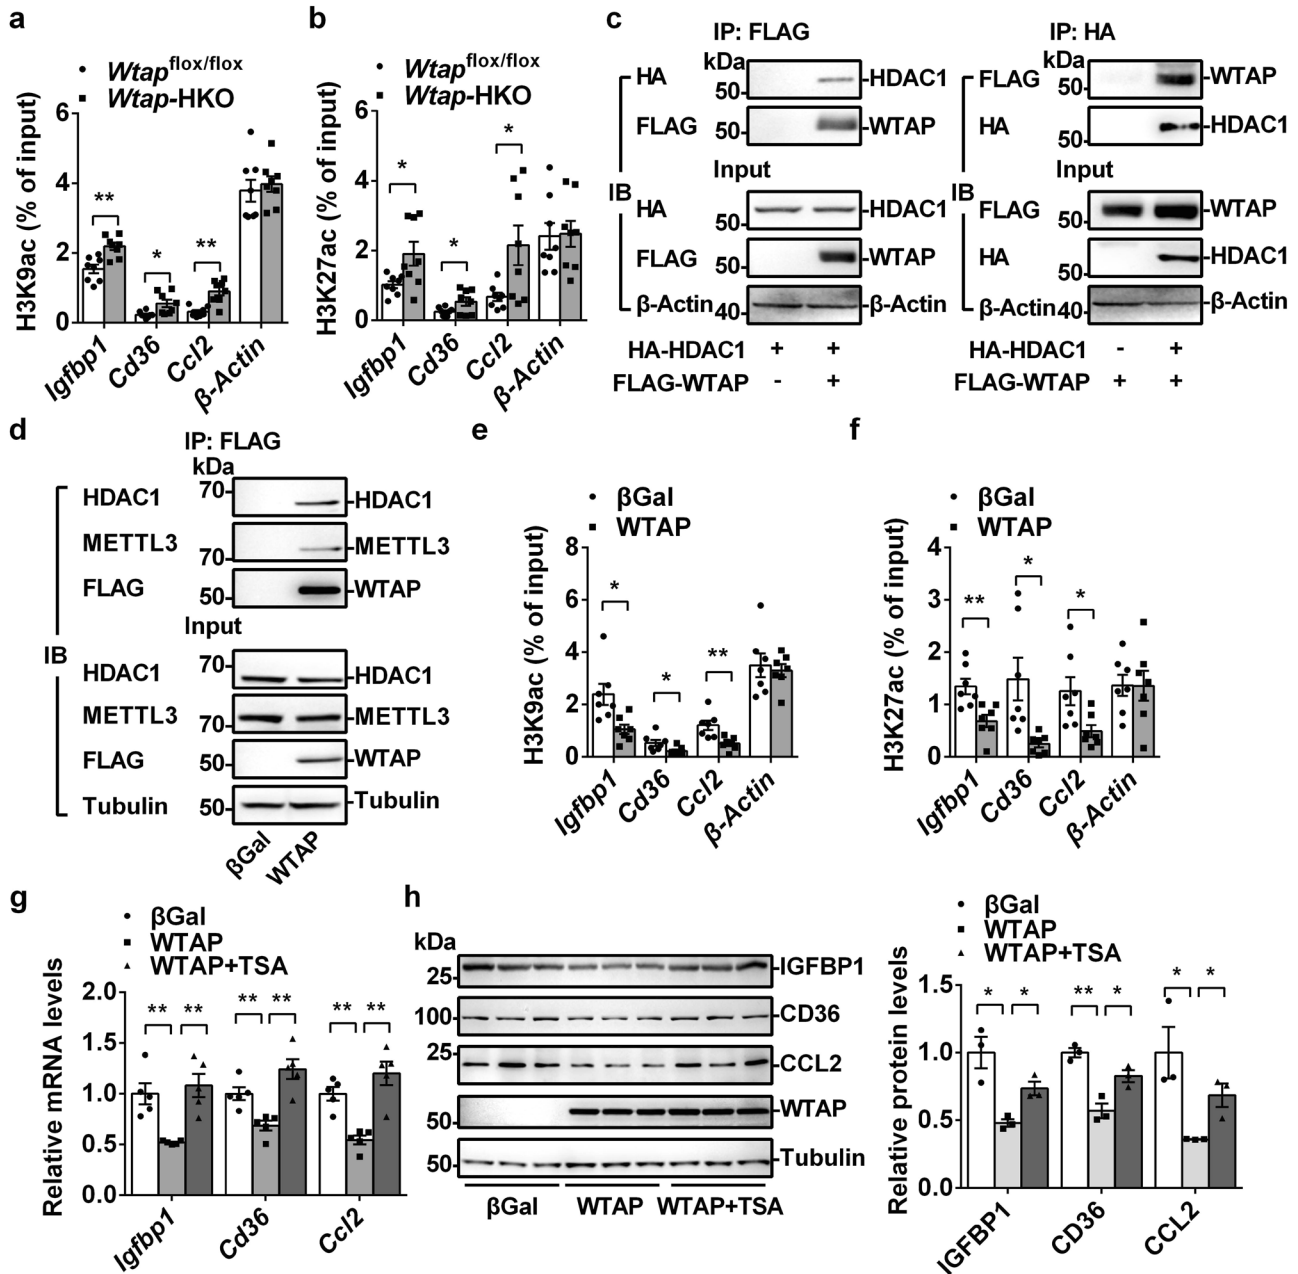 a
Wtap flox/flox
Wtap-HKO
H3K9ac (% of input)
6
4
2
0
**
*
**
Igfbp1
Cd36
Ccl2
β-Actin
b
Wtap flox/flox
Wtap-HKO
H3K27ac (% of input)
6
4
2
0
*
*
*
Igfbp1
Cd36
Ccl2
β-Actin
c
IP: FLAG
kDa
IB
HA 50 HDAC1
FLAG 50 WTAP
Input
HA 50 HDAC1
FLAG 50 WTAP
β-Actin 40 β-Actin
HA-HDAC1 + +
FLAG-WTAP - +
IP: HA
kDa
IB
FLAG 50 WTAP
HA 50 HDAC1
Input
FLAG 50 WTAP
HA 50 HDAC1
β-Actin 40 β-Actin
HA-HDAC1 - +
FLAG-WTAP + +
d
IP: FLAG
kDa
IB
HDAC1 70 HDAC1
METTL3 70 METTL3
FLAG 50 WTAP
Input
HDAC1 70 HDAC1
METTL3 70 METTL3
FLAG 50 WTAP
Tubulin 50 Tubulin
βGal WTAP
e
βGal
WTAP
H3K9ac (% of input)
8
6
4
2
0
*
*
**
Igfbp1
Cd36
Ccl2
β-Actin
f
βGal
WTAP
H3K27ac (% of input)
4
3
2
1
0
**
*
*
Igfbp1
Cd36
Ccl2
β-Actin
g
βGal
WTAP
WTAP+TSA
Relative mRNA levels
2.0
1.5
1.0
0.5
0.0
** **
** **
** **
Igfbp1
Cd36
Ccl2
h
kDa
25 IGFBP1
100 CD36
25 CCL2
50 WTAP
50 Tubulin
βGal WTAP WTAP+TSA
βGal
WTAP
WTAP+TSA
Relative protein levels
1.5
1.0
0.5
0.0
* *
** *
* *
IGFBP1
CD36
CCL2